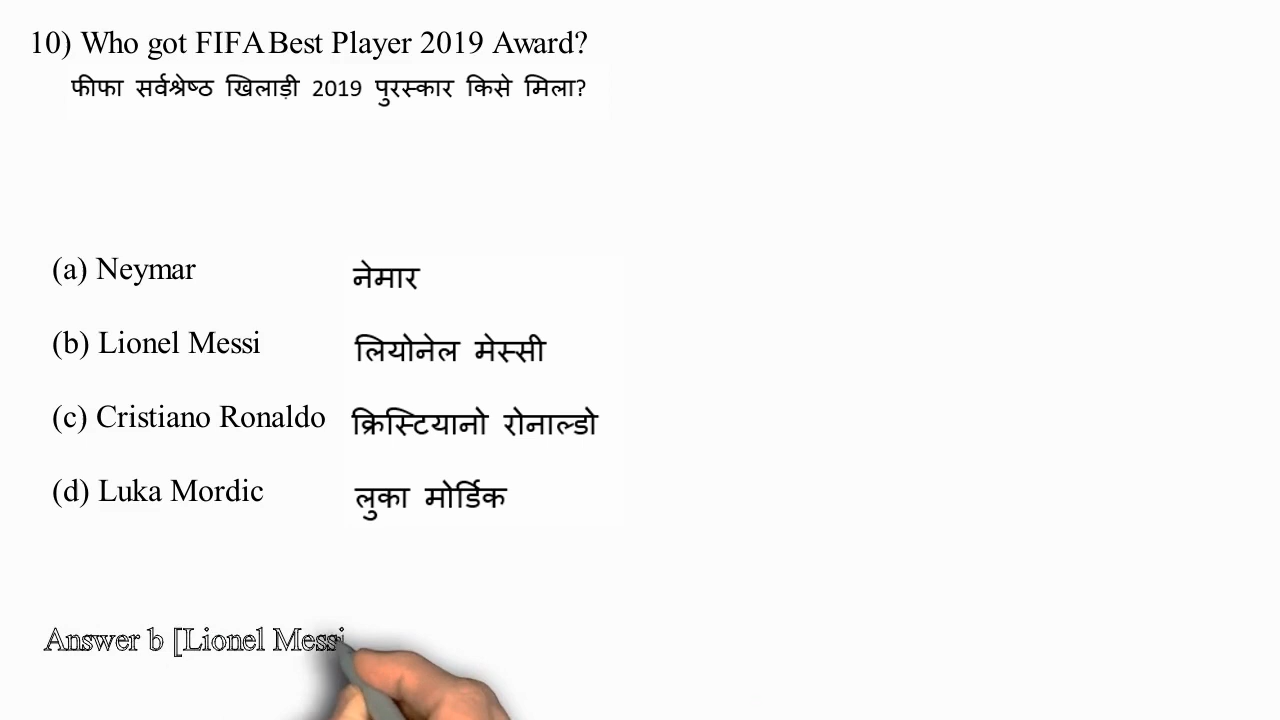 10) Who got FIFA Best Player 2019 Award?
फीफा सर्वश्रेष्ठ खिलाड़ी 2019 पुरस्कार किसे मिला?
(a) Neymar नेमार
(b) Lionel Messi लियोनेल मेस्सी
(c) Cristiano Ronaldo क्रिस्टियानो रोनाल्डो
(d) Luka Mordic लुका मोर्डिक
Answer b [Lionel Messi